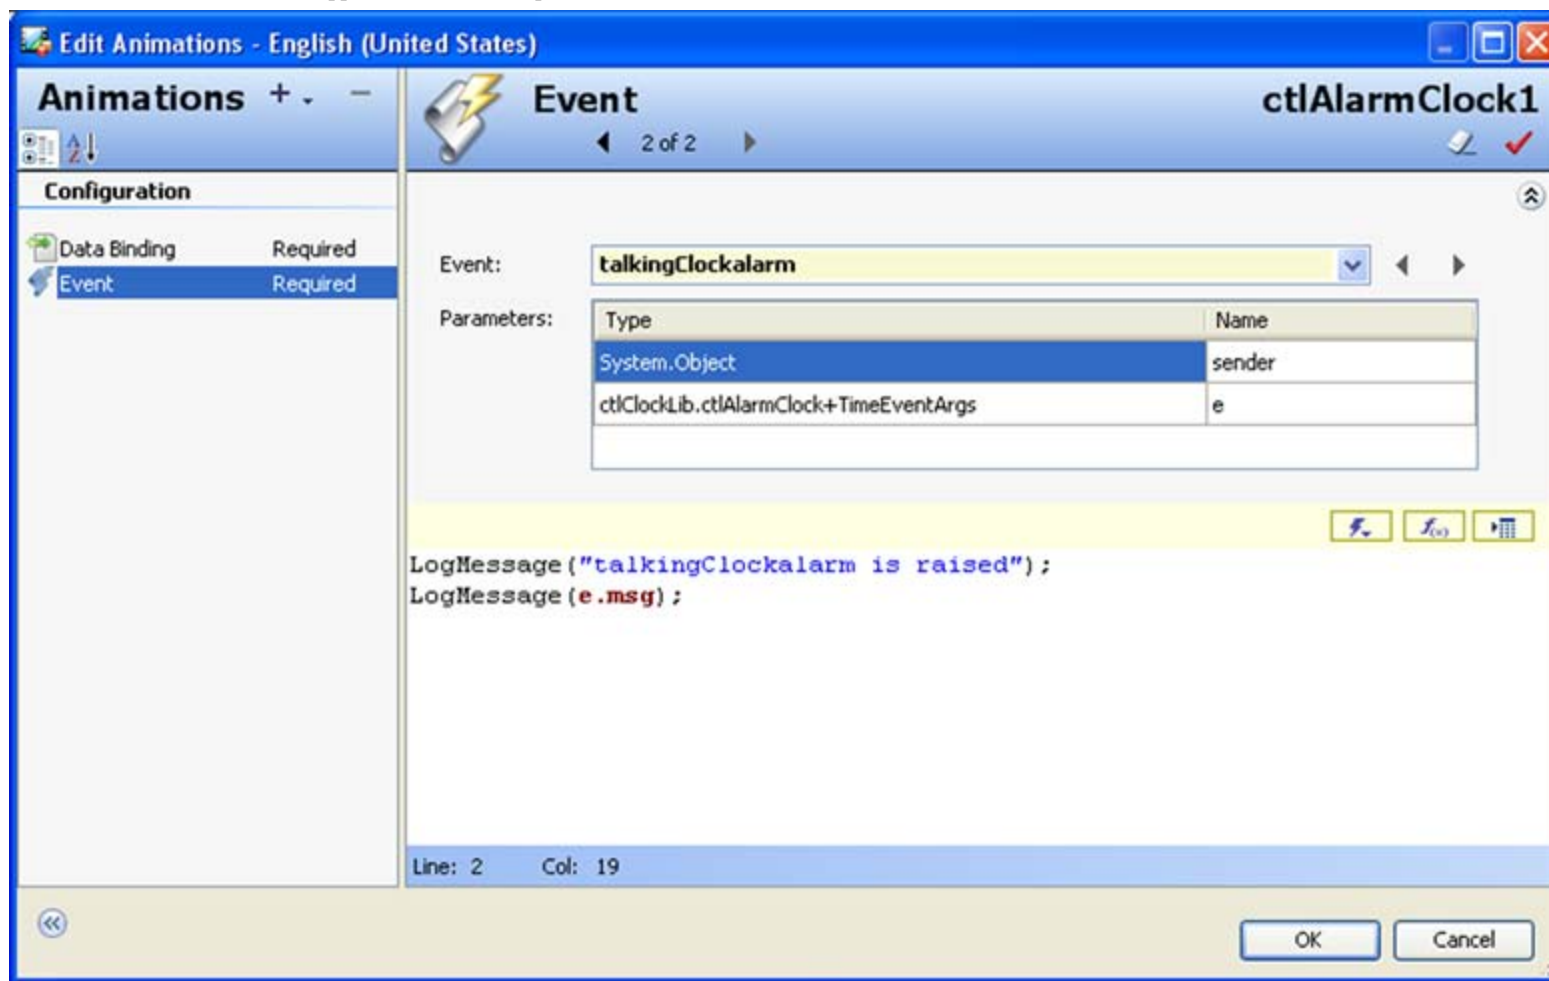 Edit Animations - English (United States)
Animations + -
Event
ctlAlarmClock1
2 of 2
Configuration
Data Binding Required
Event Required
Event: talkingClockalarm
Parameters: Type Name
System.Object sender
ctlClockLib.ctlAlarmClock+TimeEventArgs e
f(x)
LogMessage("talkingClockalarm is raised");
LogMessage(e.msg);
Line: 2 Col: 19
OK Cancel